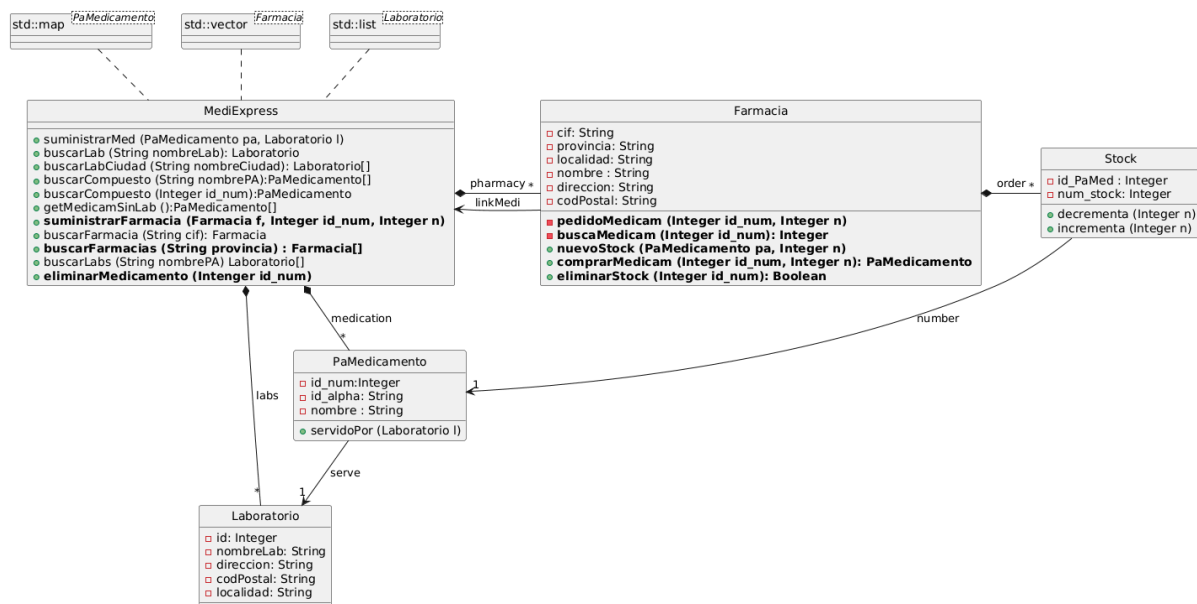 std::map
PaMedicamento
std::vector
Farmacia
std::list
Laboratorio
MediExpress
suministrarMed (PaMedicamento pa, Laboratorio l)
buscarLab (String nombreLab): Laboratorio
buscarLabCiudad (String nombreCiudad): Laboratorio[]
buscarCompuesto (String nombrePA):PaMedicamento[]
buscarCompuesto (Integer id_num):PaMedicamento
getMedicamSinLab ():PaMedicamento[]
suministrarFarmacia (Farmacia f, Integer id_num, Integer n)
buscarFarmacia (String cif): Farmacia
buscarFarmacias (String provincia) : Farmacia[]
buscarLabs (String nombrePA) Laboratorio[]
eliminarMedicamento (Intenger id_num)
pharmacy
*
linkMedi
Farmacia
cif: String
provincia: String
localidad: String
nombre : String
direccion: String
codPostal: String
pedidoMedicam (Integer id_num, Integer n)
buscaMedicam (Integer id_num): Integer
nuevoStock (PaMedicamento pa, Integer n)
comprarMedicam (Integer id_num, Integer n): PaMedicamento
eliminarStock (Integer id_num): Boolean
order
*
Stock
id_PaMed : Integer
num_stock: Integer
decrementa (Integer n)
incrementa (Integer n)
medication
*
number
1
PaMedicamento
id_num:Integer
id_alpha: String
nombre : String
servidoPor (Laboratorio l)
labs
*
serve
1
Laboratorio
id: Integer
nombreLab: String
direccion: String
codPostal: String
localidad: String